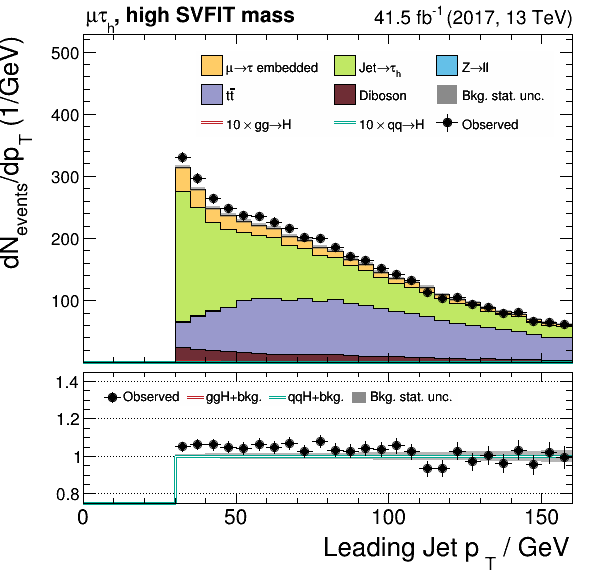 μτh, high SVFIT mass 41.5 fb-1 (2017, 13 TeV)
dNevents/dpT (1/GeV)
500
400
300
200
100
μ→τ embedded Jet→τh Z→ll
tt̄ Diboson Bkg. stat. unc.
10 × gg→H 10 × qq→H Observed
1.4
1.2
1
0.8
Observed ggH+bkg. qqH+bkg. Bkg. stat. unc.
0 50 100 150
Leading Jet pT / GeV